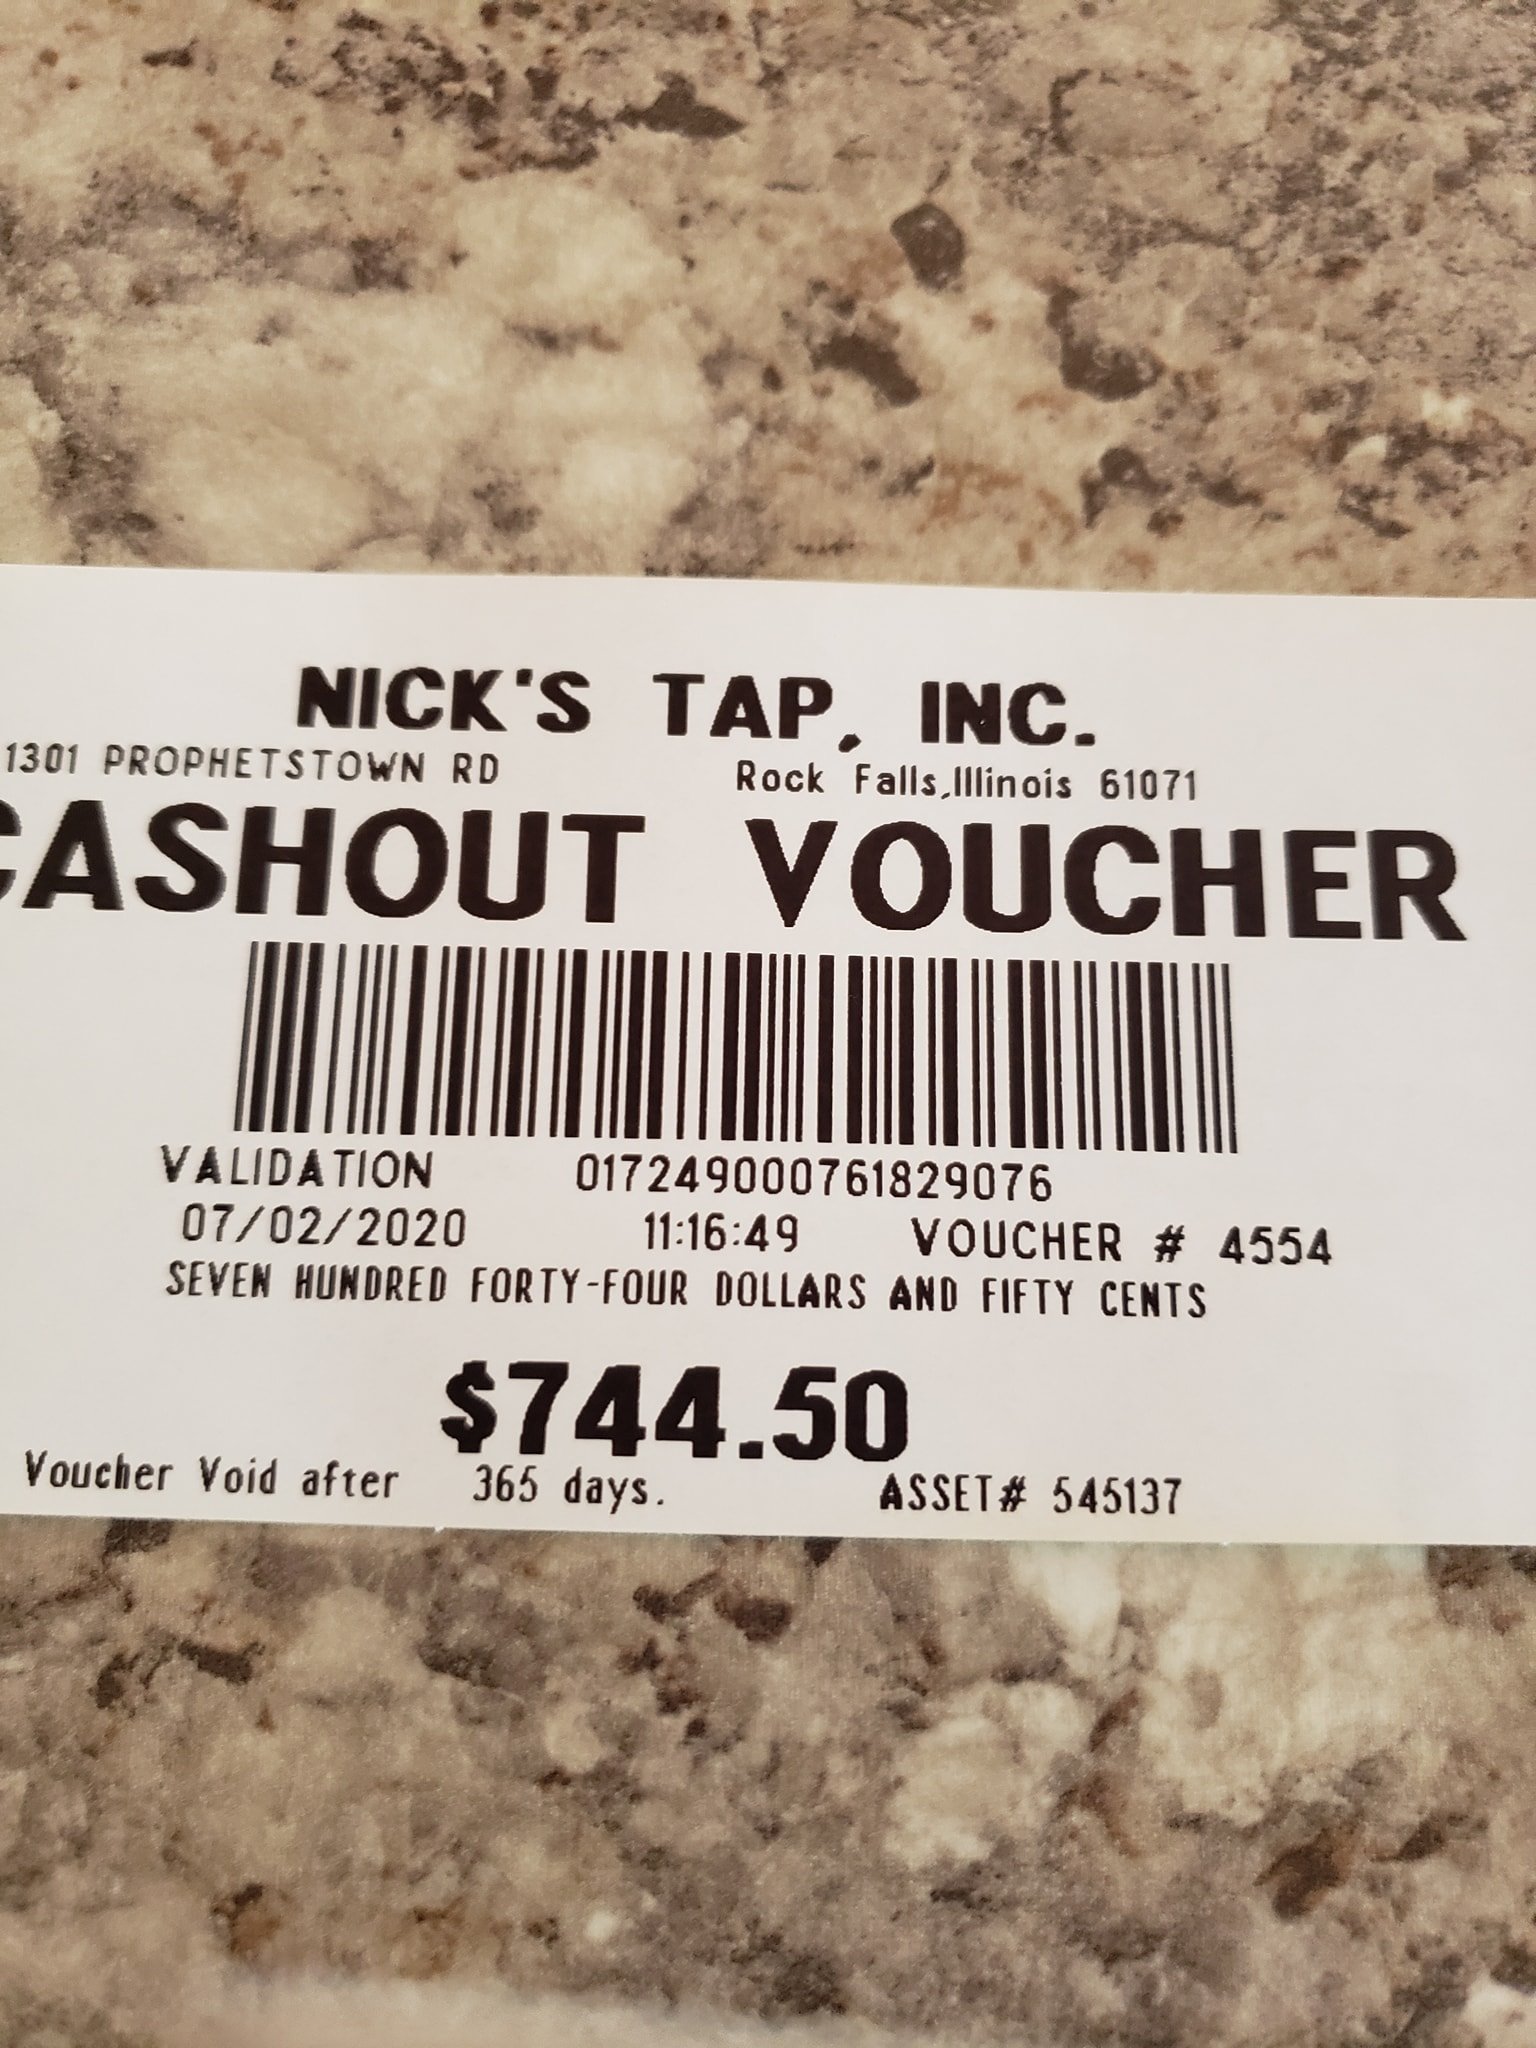 NICK'S TAP, INC.
1301 PROPHETSTOWN RD Rock Falls,Illinois 61071
CASHOUT VOUCHER
VALIDATION 017249000761829076
07/02/2020 11:16:49 VOUCHER # 4554
SEVEN HUNDRED FORTY-FOUR DOLLARS AND FIFTY CENTS
$744.50
Voucher Void after 365 days. ASSET# 545137